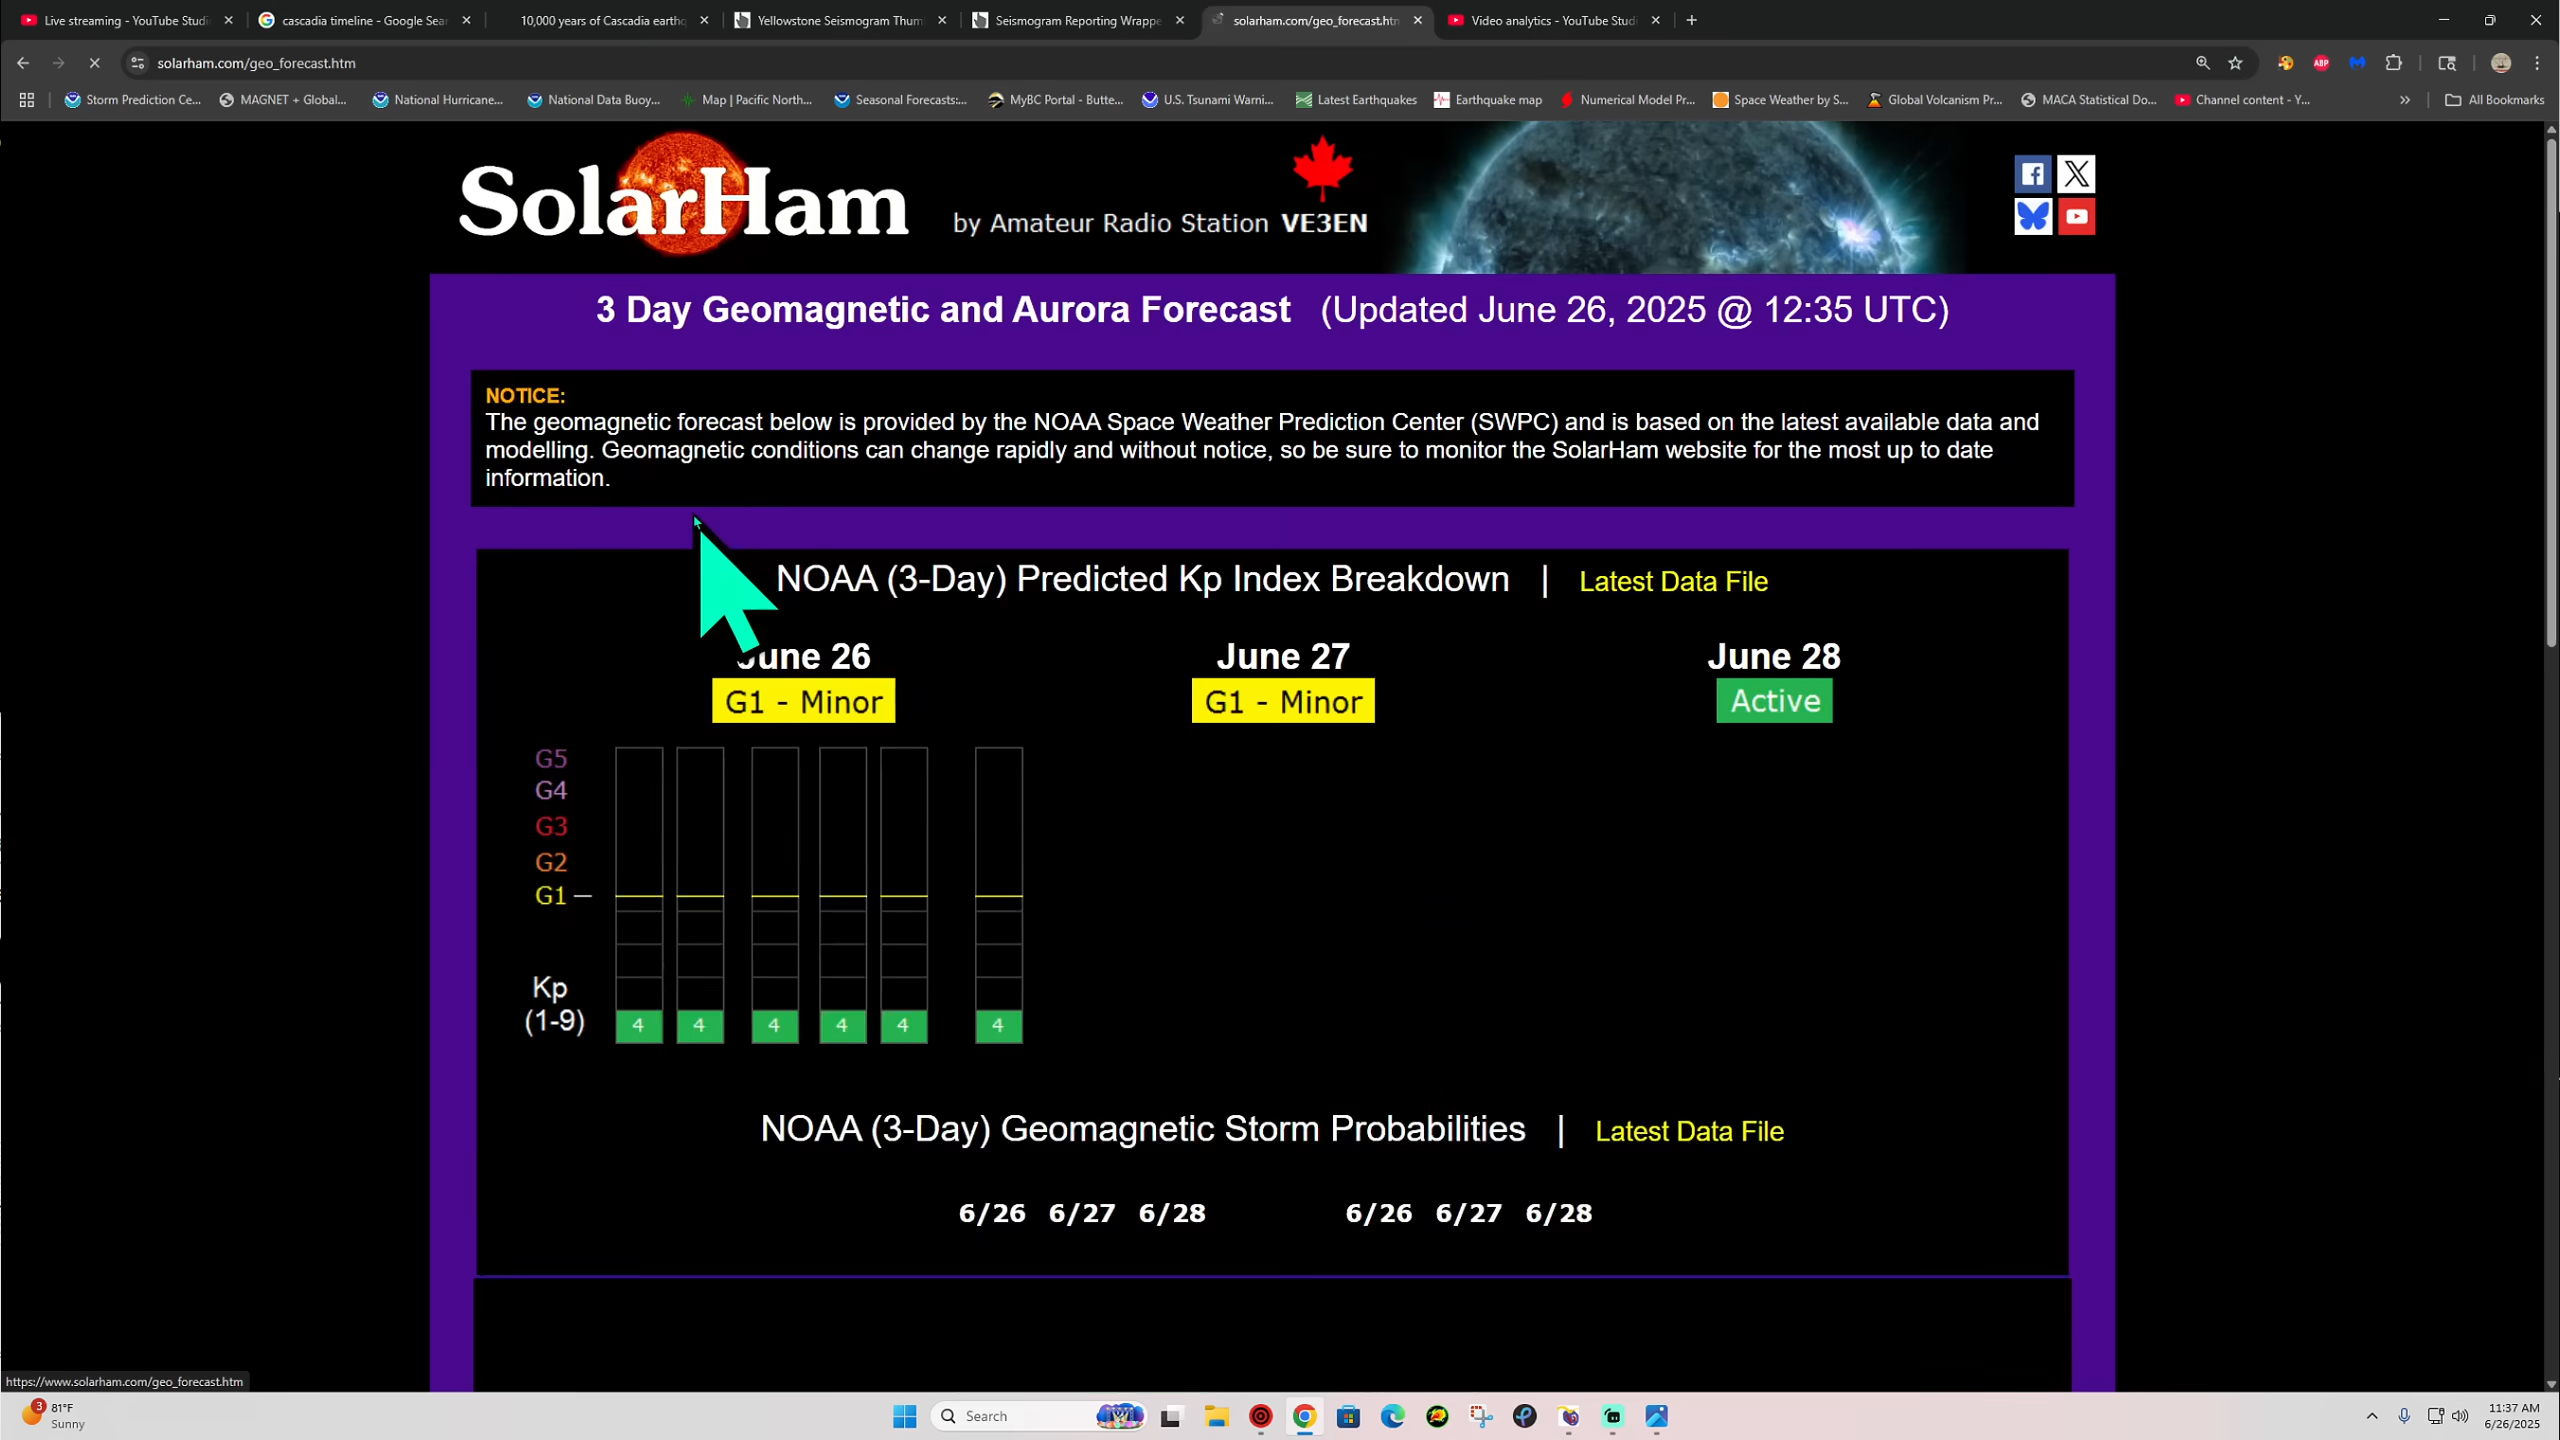 Live streaming - YouTube Studi
cascadia timeline - Google Sear
10,000 years of Cascadia earthq
Yellowstone Seismogram Thum
Seismogram Reporting Wrappe
solarham.com/geo_forecast.htn
Video analytics - YouTube Studi
solarham.com/geo_forecast.htm
ABP
Storm Prediction Ce...
MAGNET + Global...
National Hurricane...
National Data Buoy...
Map | Pacific North...
Seasonal Forecasts:...
MyBC Portal - Butte...
U.S. Tsunami Warni...
Latest Earthquakes
Earthquake map
Numerical Model Pr...
Space Weather by S...
Global Volcanism Pr...
MACA Statistical Do...
Channel content - Y...
All Bookmarks
SolarHam
by Amateur Radio Station VE3EN
3 Day Geomagnetic and Aurora Forecast (Updated June 26, 2025 @ 12:35 UTC)
NOTICE:
The geomagnetic forecast below is provided by the NOAA Space Weather Prediction Center (SWPC) and is based on the latest available data and
modelling. Geomagnetic conditions can change rapidly and without notice, so be sure to monitor the SolarHam website for the most up to date
information.
NOAA (3-Day) Predicted Kp Index Breakdown | Latest Data File
June 26 June 27 June 28
G1 - Minor G1 - Minor Active
G5
G4
G3
G2
G1
Kp
(1-9) 4 4 4 4 4 4
NOAA (3-Day) Geomagnetic Storm Probabilities | Latest Data File
6/26 6/27 6/28 6/26 6/27 6/28
https://www.solarham.com/geo_forecast.htm
3
81°F
Sunny
Search
11:37 AM
6/26/2025